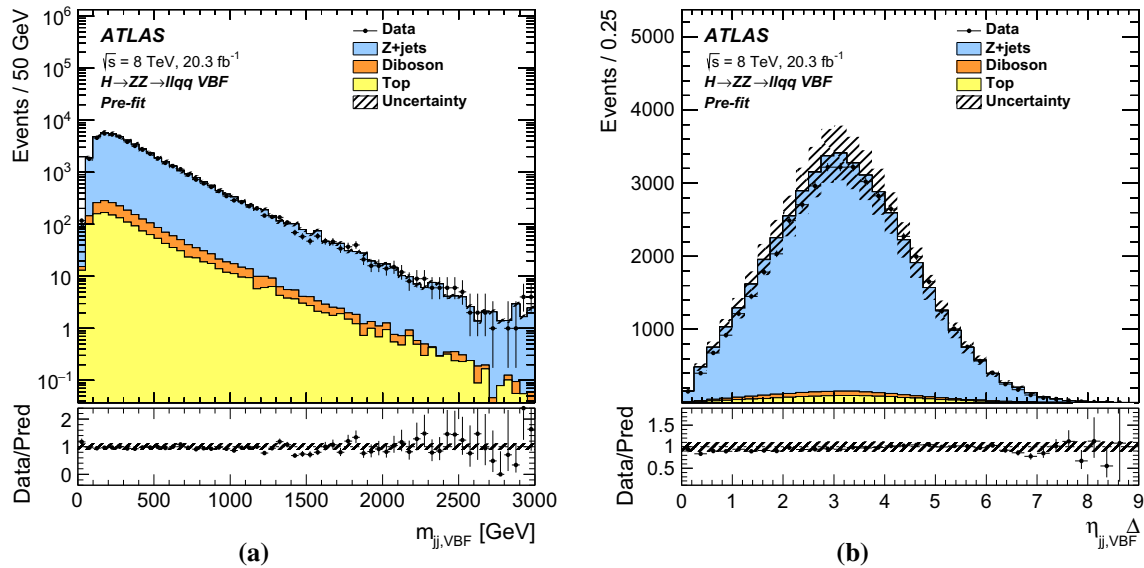 Events / 50 GeV
10⁶
10⁵
10⁴
10³
10²
10
1
10⁻¹
ATLAS
√s = 8 TeV, 20.3 fb⁻¹
H→ZZ→llqq VBF
Pre-fit
Data
Z+jets
Diboson
Top
Uncertainty
Data/Pred
2
1
0
0 500 1000 1500 2000 2500 3000
m_jj,VBF [GeV]
(a)
Events / 0.25
5000
4000
3000
2000
1000
ATLAS
√s = 8 TeV, 20.3 fb⁻¹
H→ZZ→llqq VBF
Pre-fit
Data
Z+jets
Diboson
Top
Uncertainty
Data/Pred
1.5
1
0.5
0 1 2 3 4 5 6 7 8 9
η_jj,VBF Δ
(b)